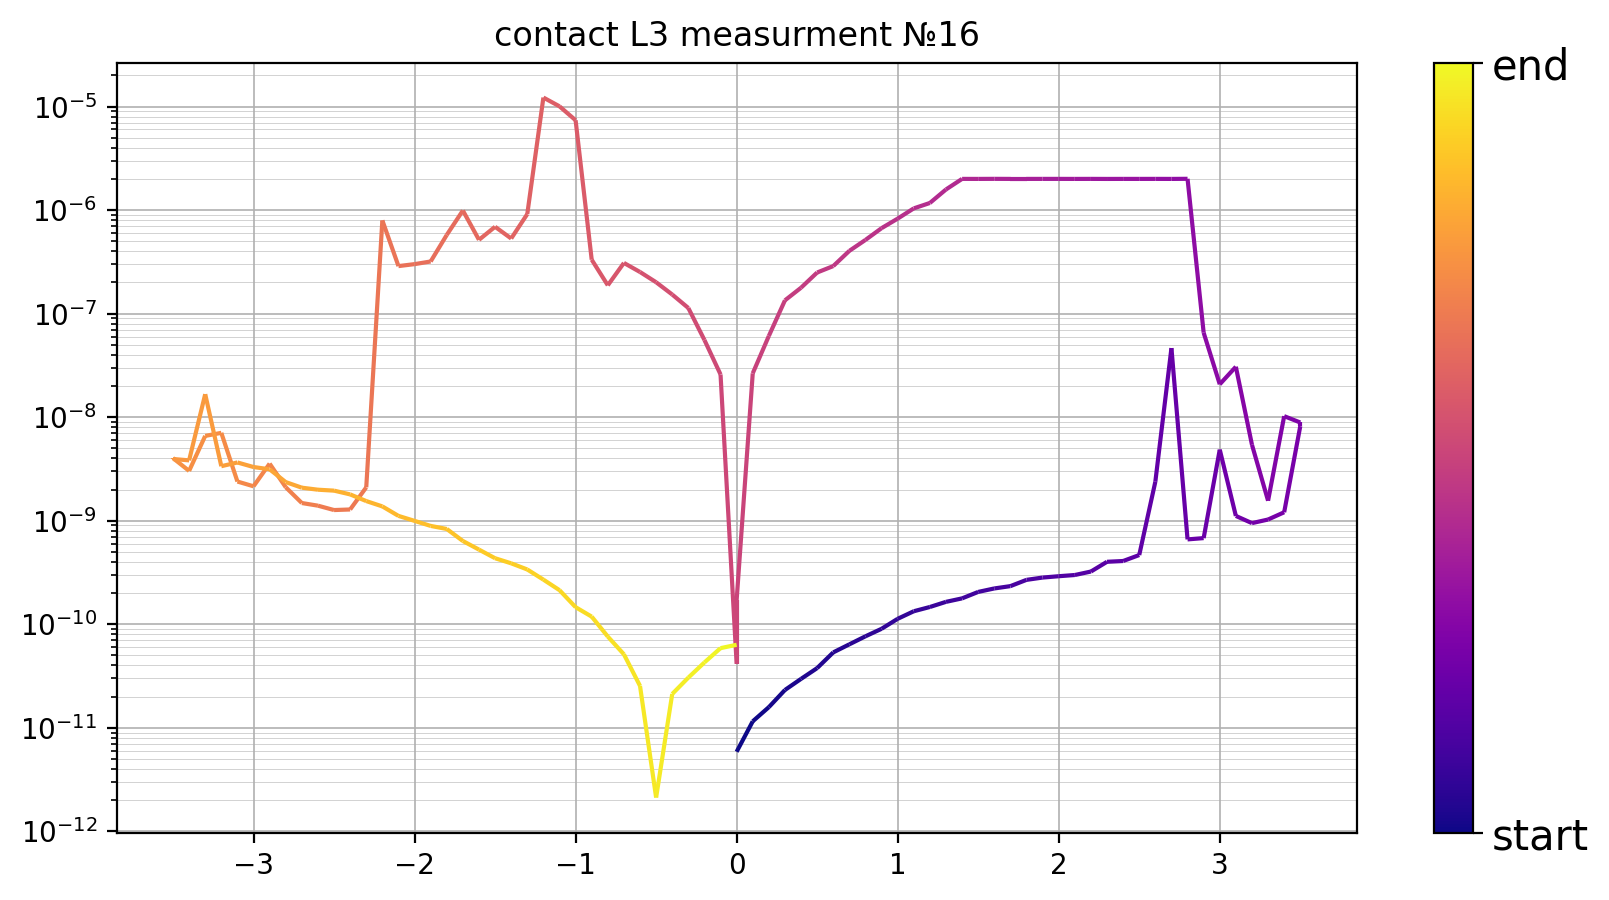 contact L3 measurment №16
10⁻⁵
10⁻⁶
10⁻⁷
10⁻⁸
10⁻⁹
10⁻¹⁰
10⁻¹¹
10⁻¹²
−3 −2 −1 0 1 2 3
end
start